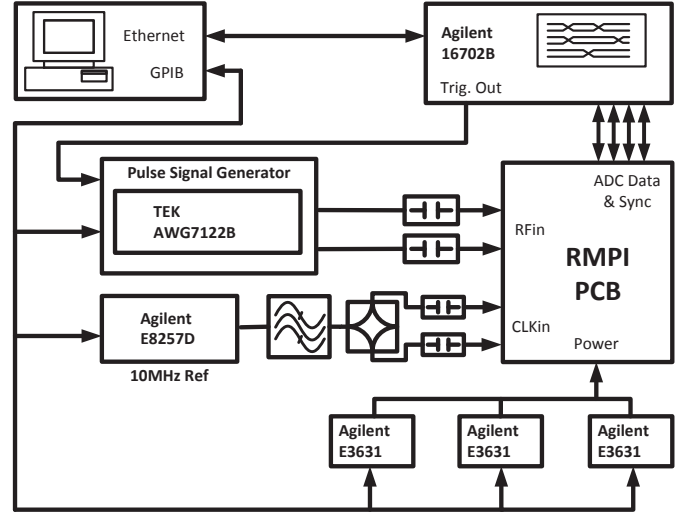 Ethernet
GPIB
Agilent
16702B
Trig. Out
Pulse Signal Generator
TEK
AWG7122B
ADC Data
& Sync
RFin
RMPI
PCB
CLKin
Power
Agilent
E8257D
10MHz Ref
Agilent
E3631
Agilent
E3631
Agilent
E3631